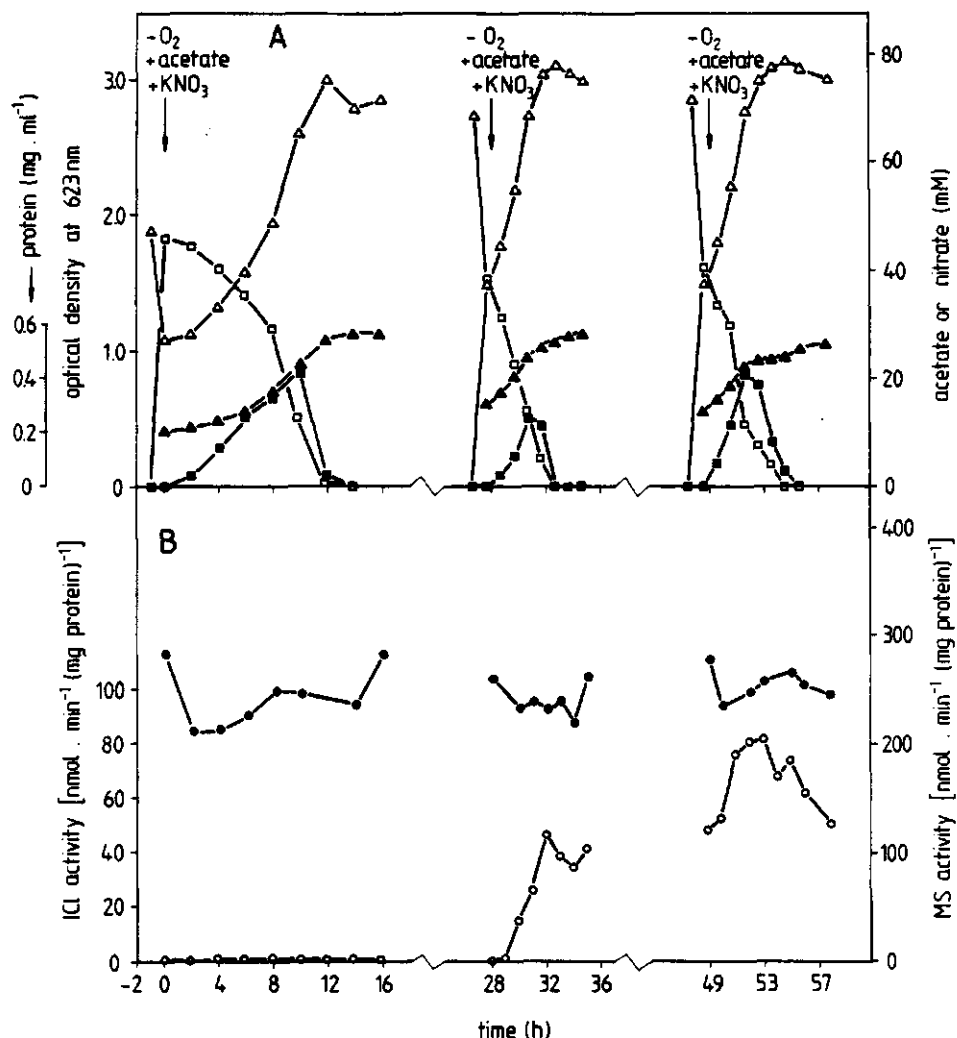 A
- O₂
+ acetate
+ KNO₃
- O₂
+ acetate
+ KNO₃
- O₂
+ acetate
+ KNO₃
protein (mg . ml⁻¹)
0.6
0.4
0.2
0
optical density at 623 nm
3.0
2.0
1.0
0
acetate or nitrate (mM)
80
60
40
20
0
B
ICl activity [nmol . min⁻¹ (mg protein)⁻¹]
100
80
60
40
20
0
MS activity [nmol . min⁻¹ (mg protein)⁻¹]
400
300
200
100
0
-2 0 4 8 12 16 28 32 36 49 53 57
time (h)